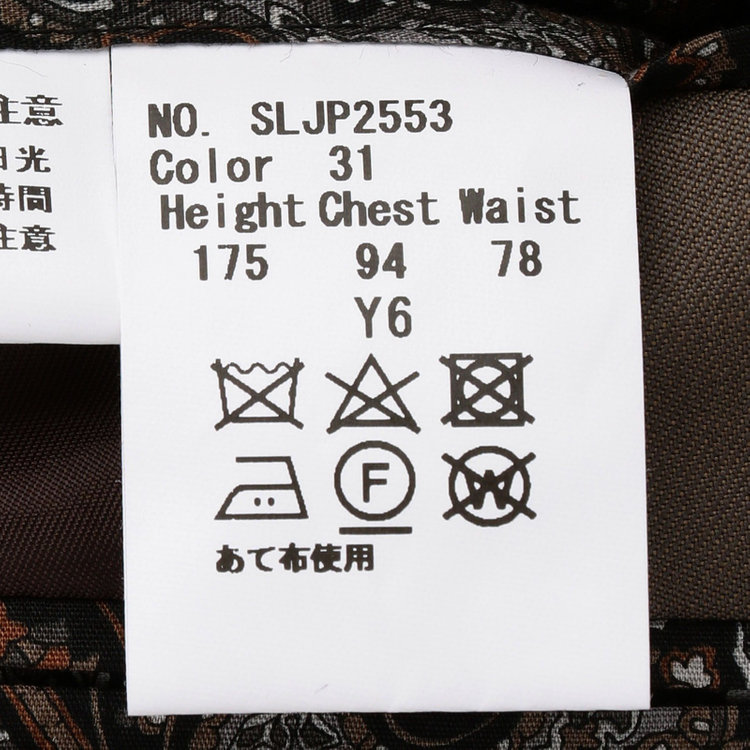 注意
日光
時間
注意
NO. SLJP2553
Color 31
Height Chest Waist
175 94 78
Y6
F W
あて布使用